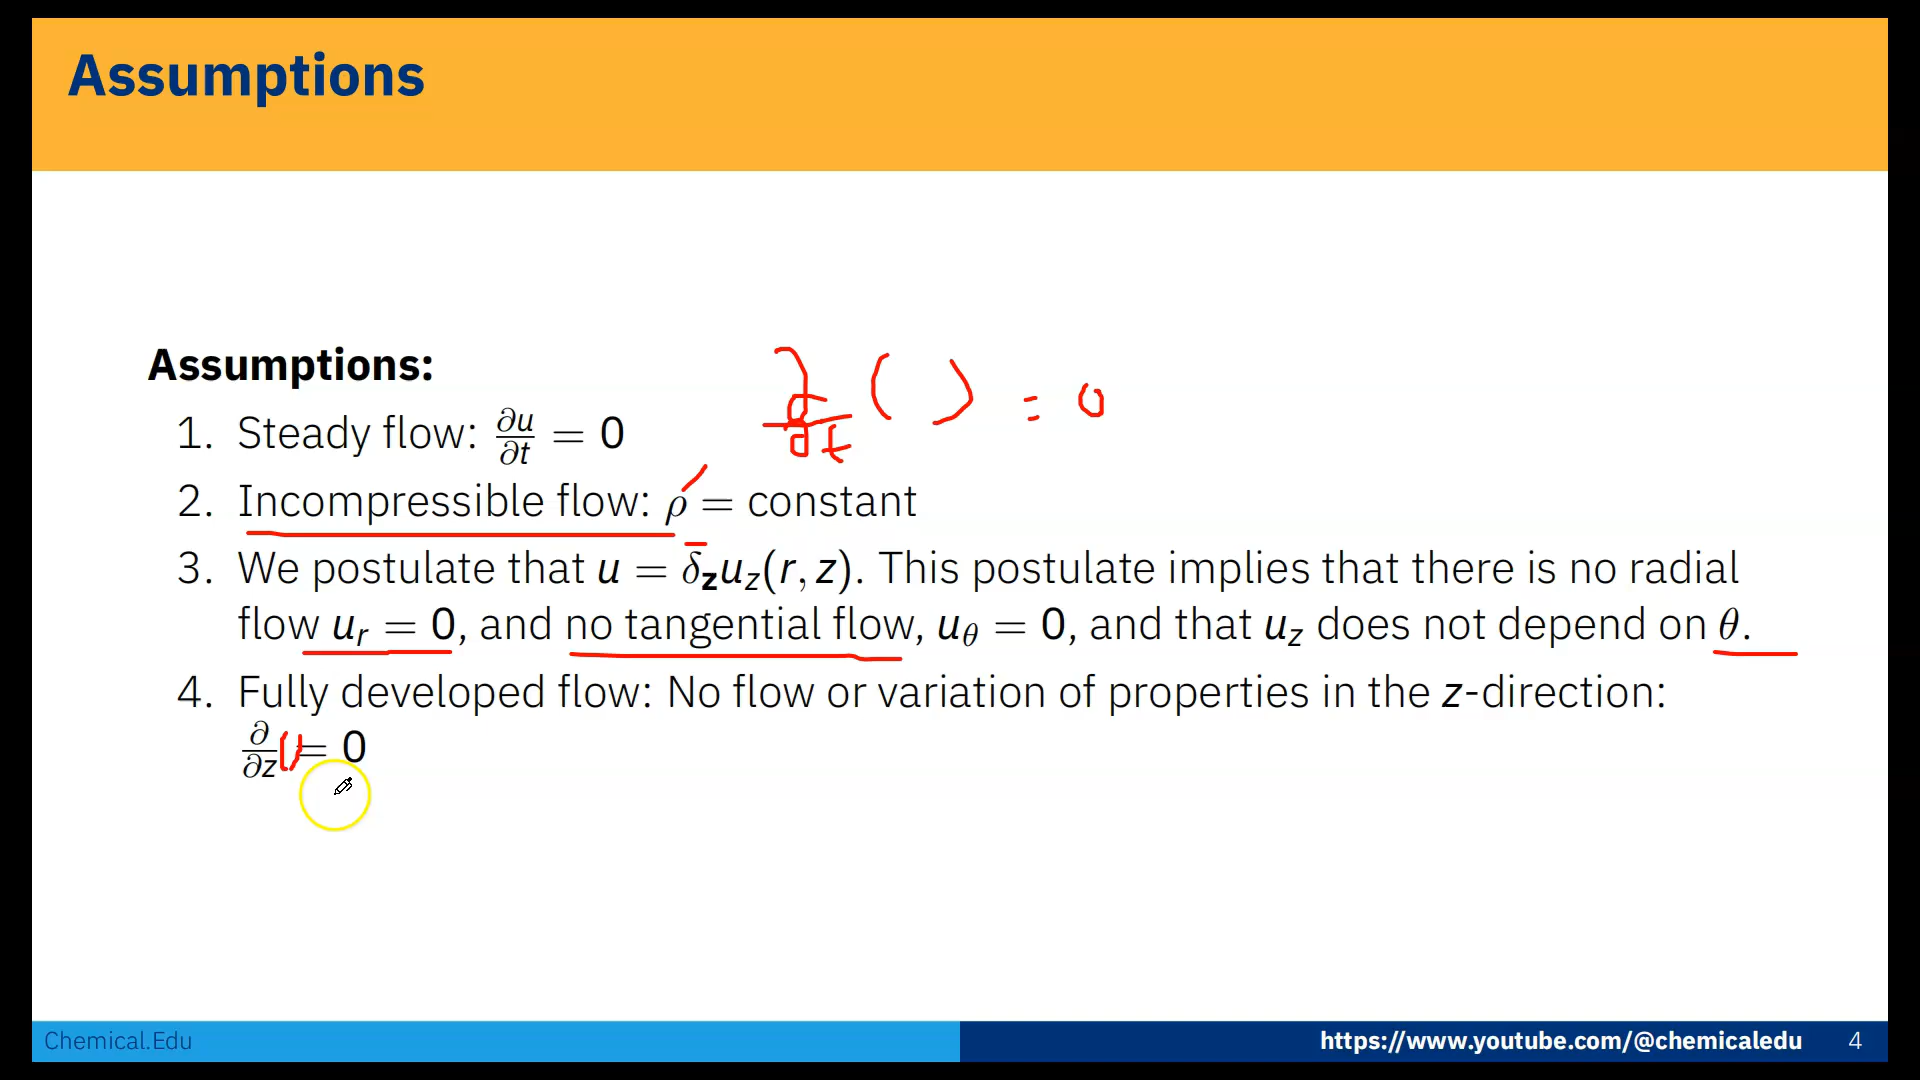 Assumptions
Assumptions:
∂/∂t ( ) = 0
1. Steady flow: ∂u/∂t = 0
2. Incompressible flow: ρ = constant
3. We postulate that u = δ_z u_z(r, z). This postulate implies that there is no radial
flow u_r = 0, and no tangential flow, u_θ = 0, and that u_z does not depend on θ.
4. Fully developed flow: No flow or variation of properties in the z-direction:
∂/∂z () = 0
Chemical.Edu
https://www.youtube.com/@chemicaledu
4